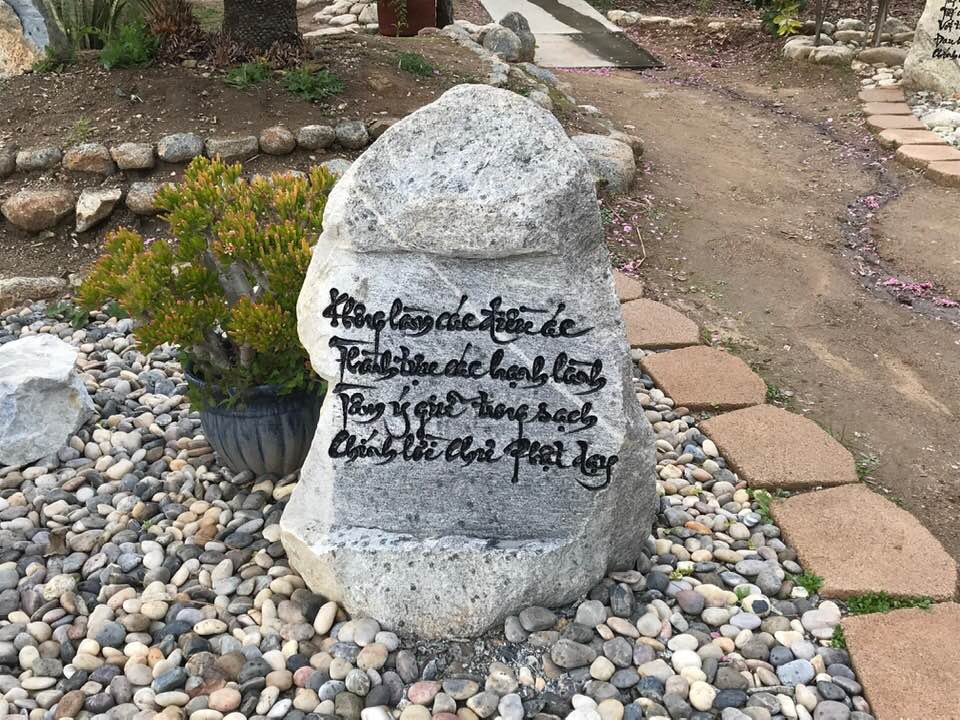 Không làm các điều ác
Thành tựu các hạnh lành
Tâm ý giữ trong sạch
Chính lời chư Phật dạy